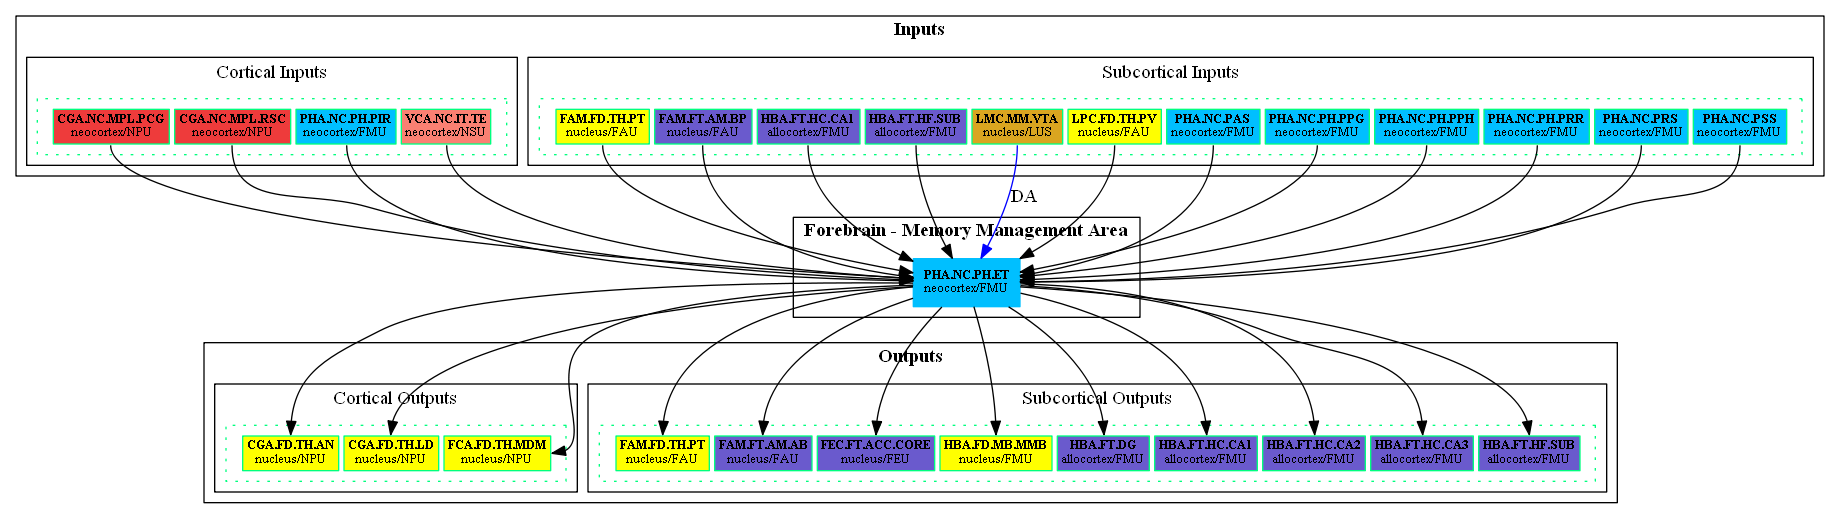 Inputs
Cortical Inputs
Subcortical Inputs
CGA.NC.MPL.PCG
neocortex/NPU
CGA.NC.MPL.RSC
neocortex/NPU
PHA.NC.PH.PIR
neocortex/FMU
VCA.NC.IT.TE
neocortex/NSU
FAM.FD.TH.PT
nucleus/FAU
FAM.FT.AM.BP
nucleus/FAU
HBA.FT.HC.CA1
allocortex/FMU
HBA.FT.HF.SUB
allocortex/FMU
LMC.MM.VTA
nucleus/LUS
LPC.FD.TH.PV
nucleus/FAU
PHA.NC.PAS
neocortex/FMU
PHA.NC.PH.PPG
neocortex/FMU
PHA.NC.PH.PPH
neocortex/FMU
PHA.NC.PH.PRR
neocortex/FMU
PHA.NC.PRS
neocortex/FMU
PHA.NC.PSS
neocortex/FMU
DA
Forebrain - Memory Management Area
PHA.NC.PH.ET
neocortex/FMU
Outputs
Cortical Outputs
Subcortical Outputs
CGA.FD.TH.AN
nucleus/NPU
CGA.FD.TH.LD
nucleus/NPU
FCA.FD.TH.MDM
nucleus/NPU
FAM.FD.TH.PT
nucleus/FAU
FAM.FT.AM.AB
nucleus/FAU
FEC.FT.ACC.CORE
nucleus/FEU
HBA.FD.MB.MMB
nucleus/FMU
HBA.FT.DG
allocortex/FMU
HBA.FT.HC.CA1
allocortex/FMU
HBA.FT.HC.CA2
allocortex/FMU
HBA.FT.HC.CA3
allocortex/FMU
HBA.FT.HF.SUB
allocortex/FMU